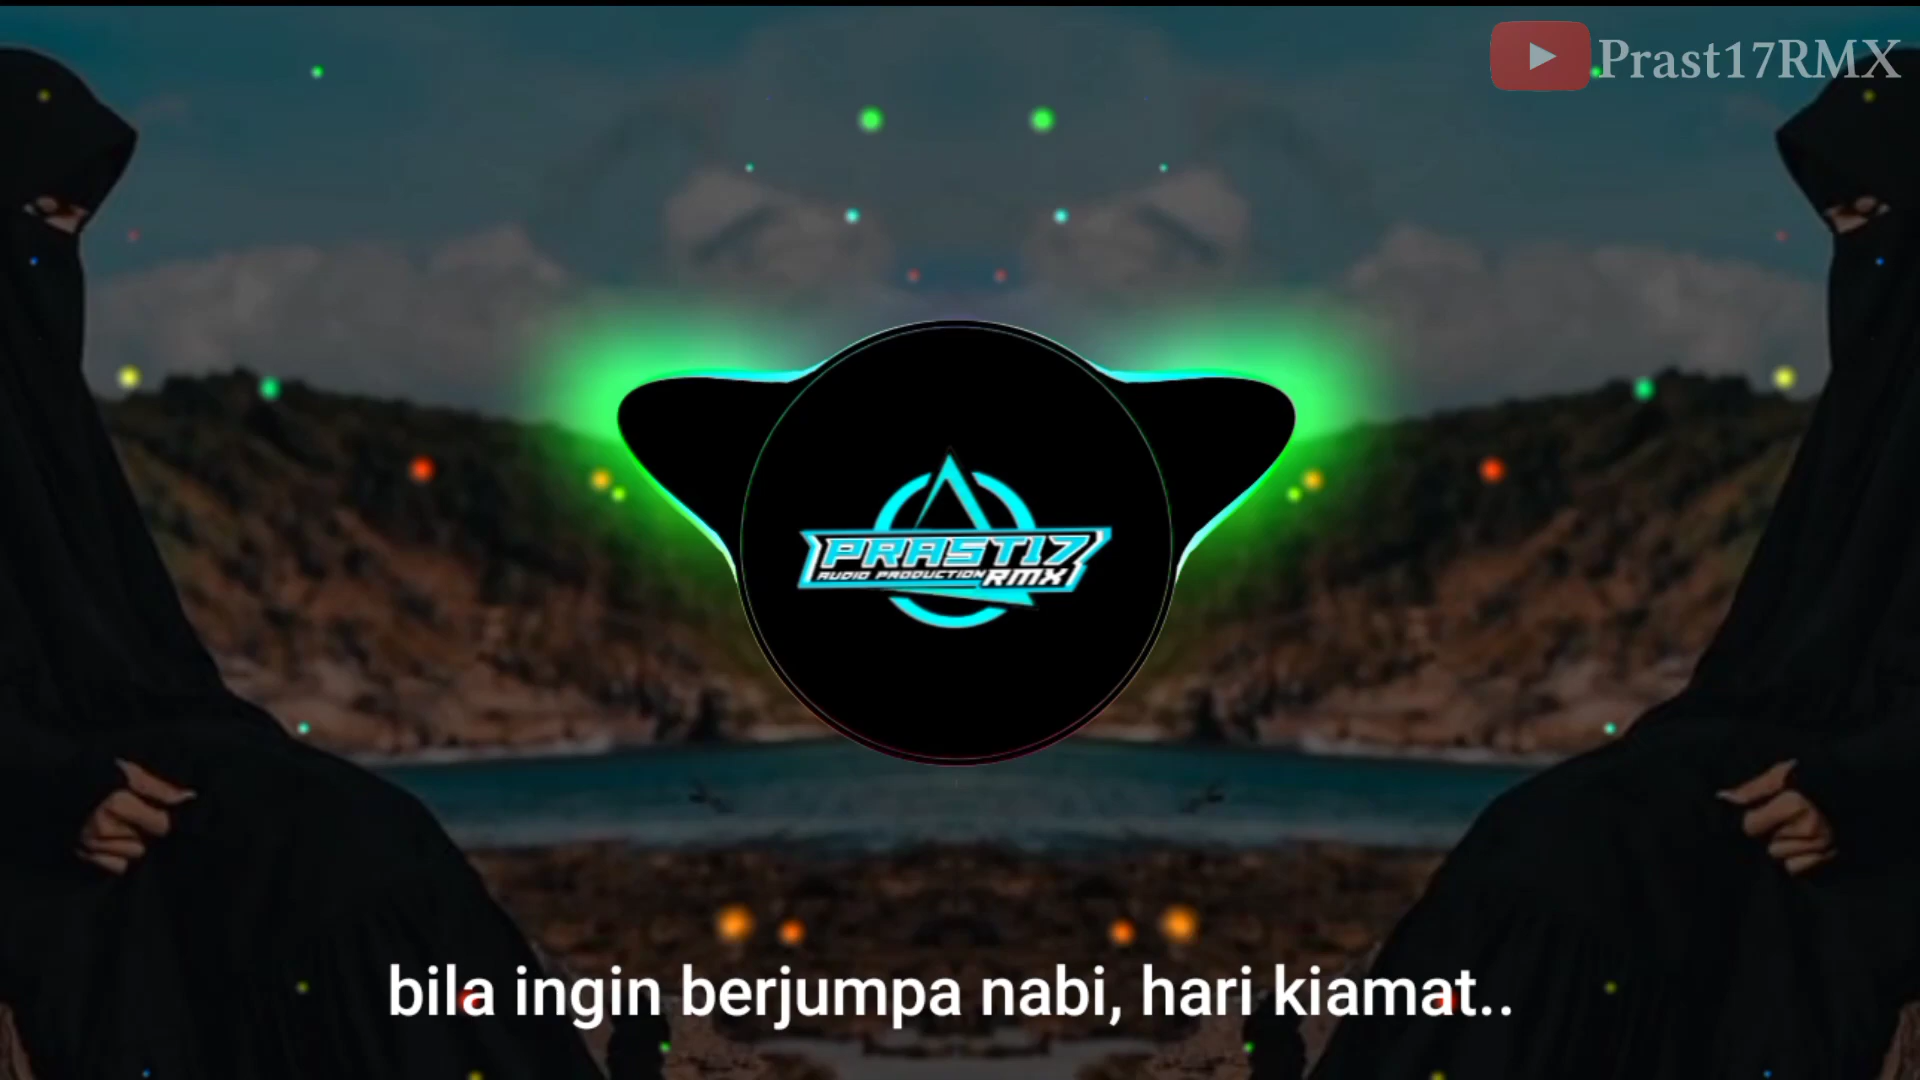 Prast17RMX
PRAST17
AUDIO PRODUCTION RMX
bila ingin berjumpa nabi, hari kiamat..